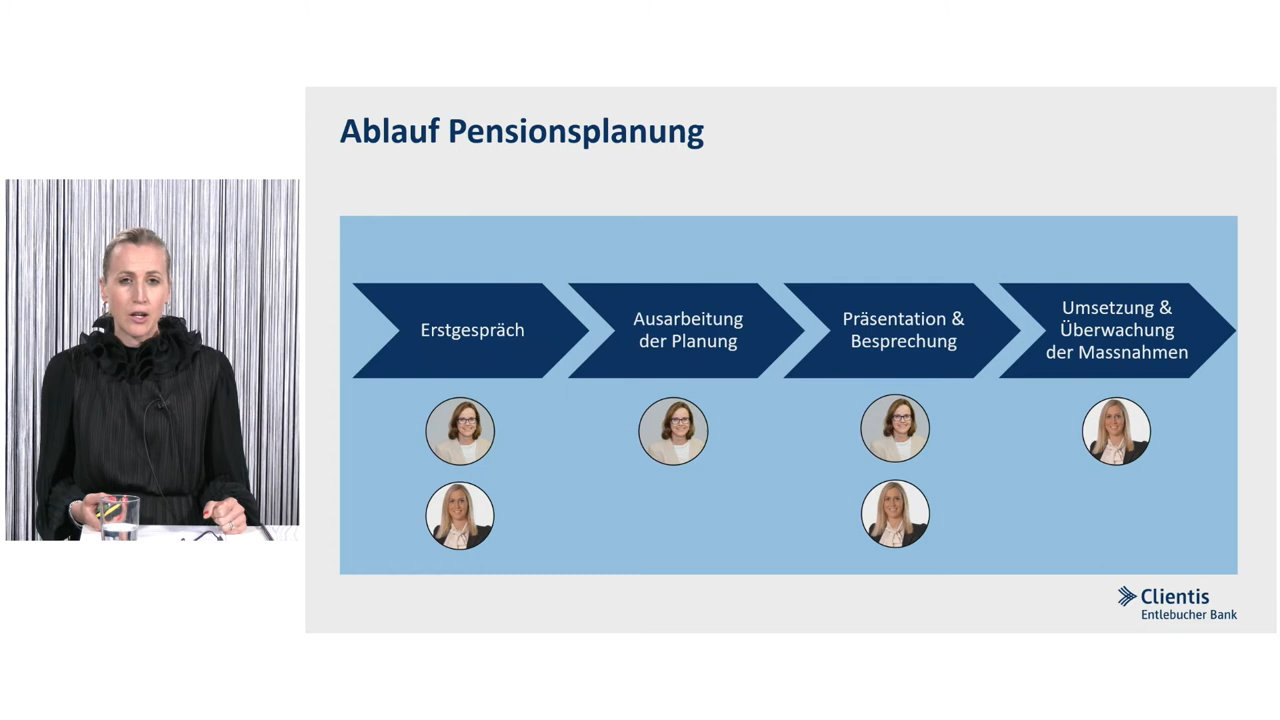 Ablauf Pensionsplanung
Erstgespräch
Ausarbeitung
der Planung
Präsentation &
Besprechung
Umsetzung &
Überwachung
der Massnahmen
Clientis
Entlebucher Bank